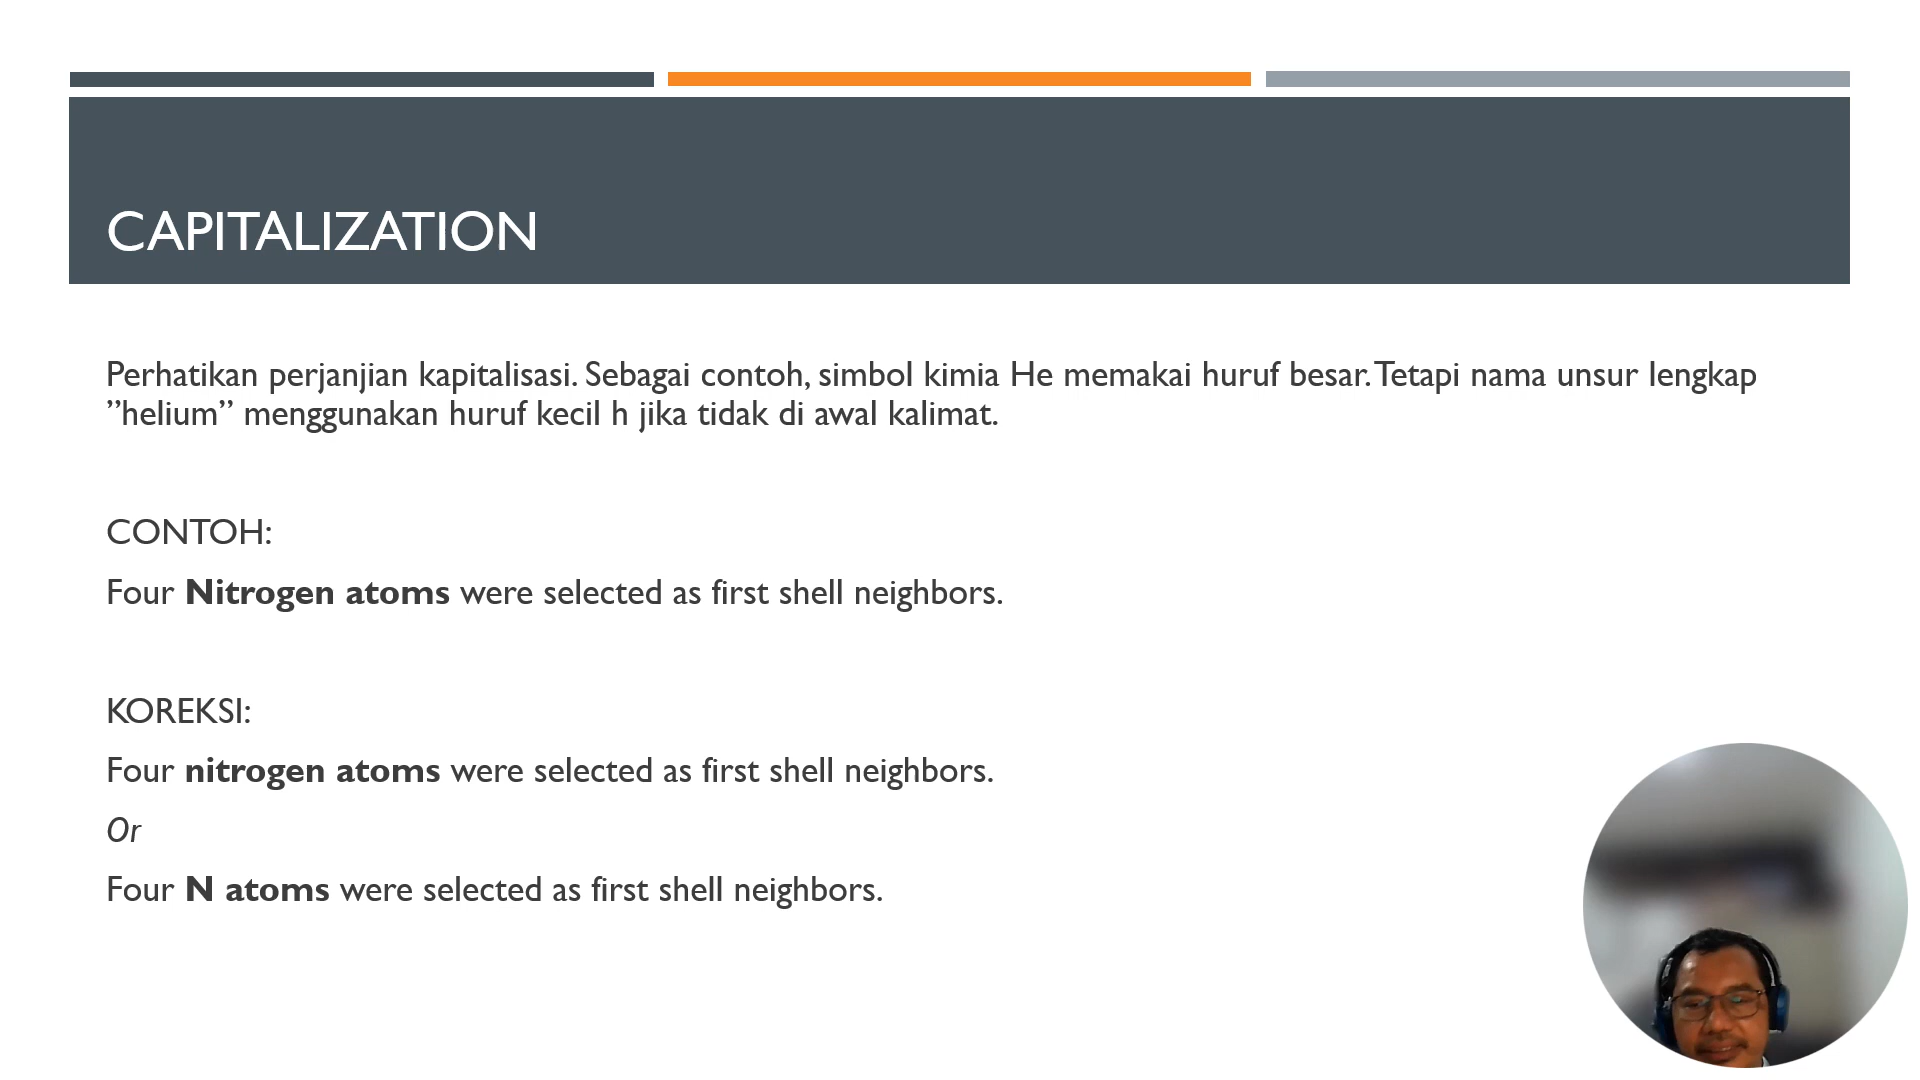 CAPITALIZATION
Perhatikan perjanjian kapitalisasi. Sebagai contoh, simbol kimia He memakai huruf besar. Tetapi nama unsur lengkap
”helium” menggunakan huruf kecil h jika tidak di awal kalimat.
CONTOH:
Four Nitrogen atoms were selected as first shell neighbors.
KOREKSI:
Four nitrogen atoms were selected as first shell neighbors.
Or
Four N atoms were selected as first shell neighbors.